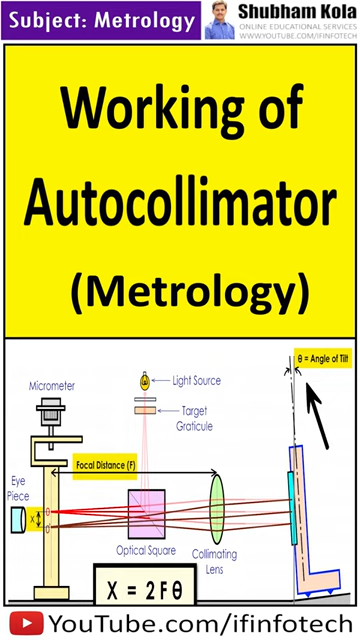 Subject: Metrology
Shubham Kola
ONLINE EDUCATIONAL SERVICES
WWW.YOUTUBE.COM/IFINFOTECH
Working of
Autocollimator
(Metrology)
θ = Angle of Tilt
Light Source
Micrometer
Target
Graticule
Focal Distance (F)
Eye
Piece
X
Optical Square
Collimating
Lens
X = 2Fθ
YouTube.com/ifinfotech